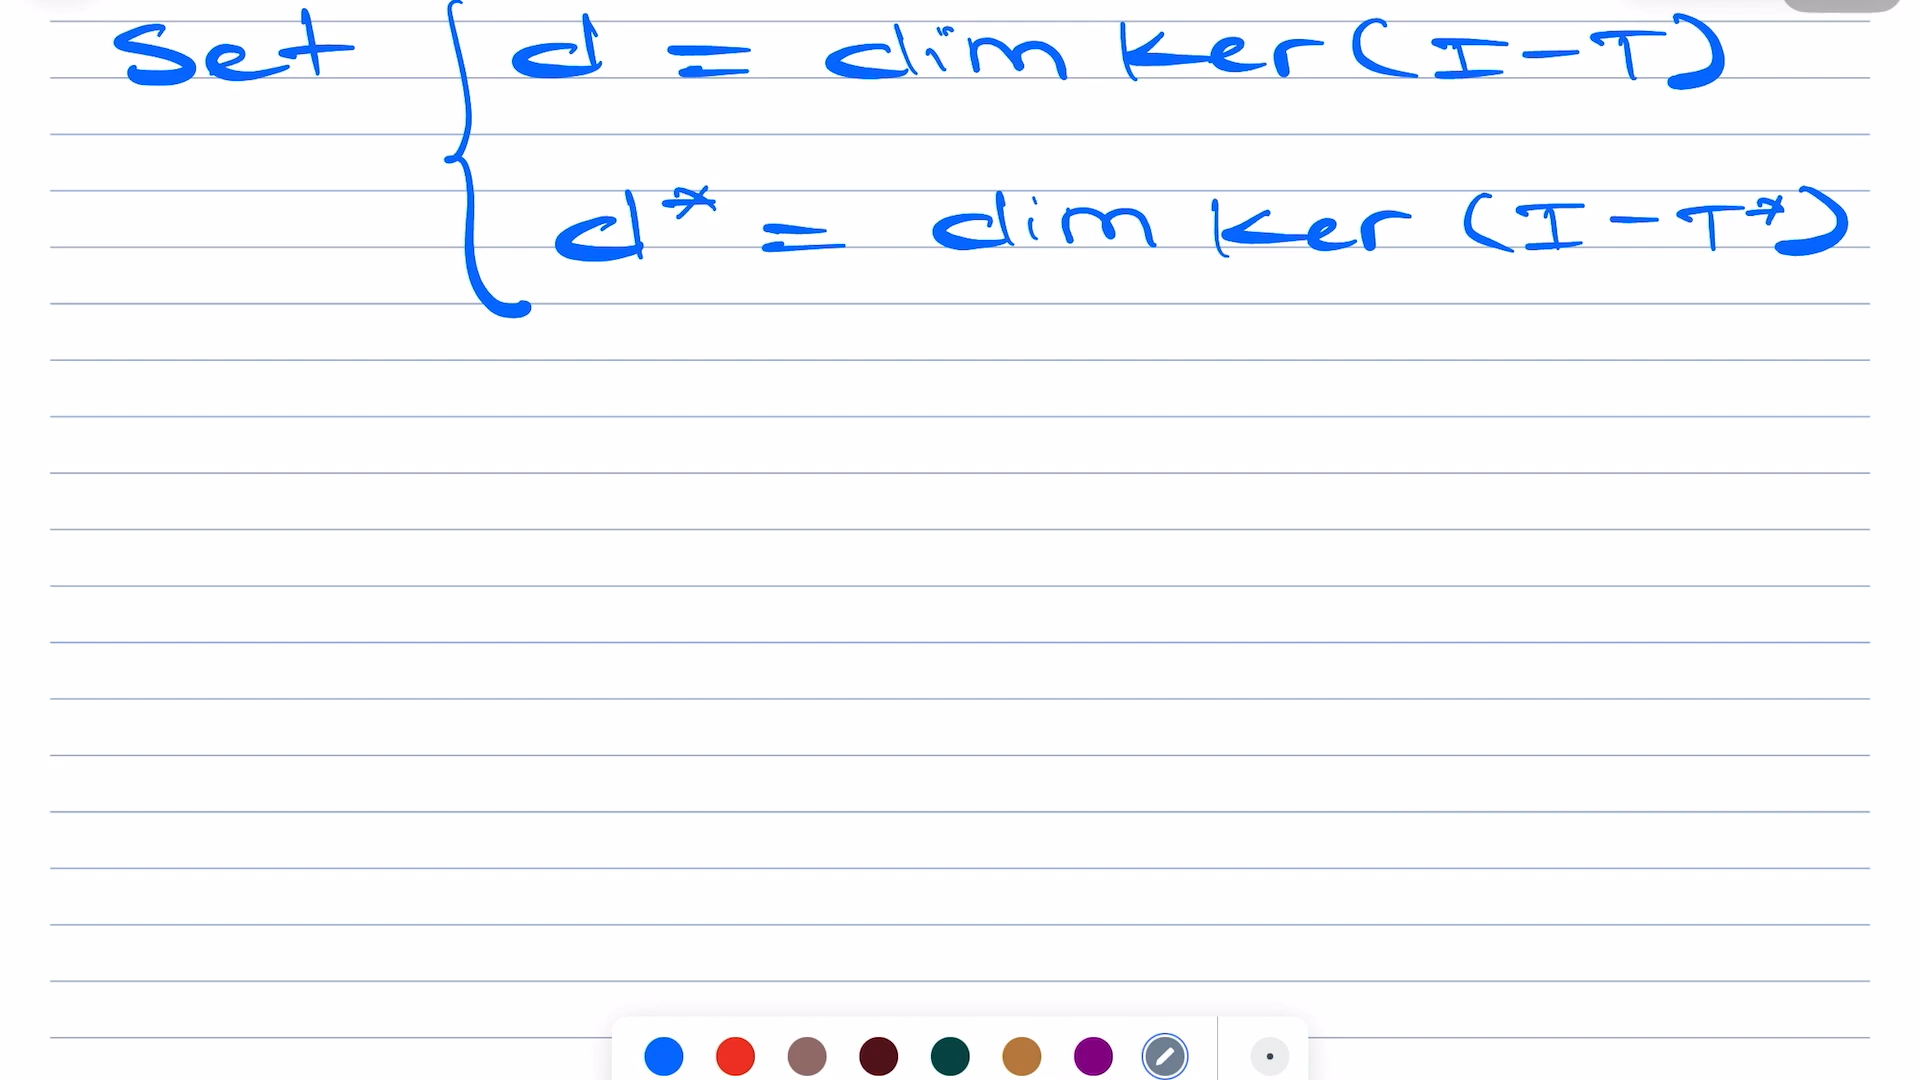 Set { d = dim ker (I - T)
d* = dim ker (I - T*)